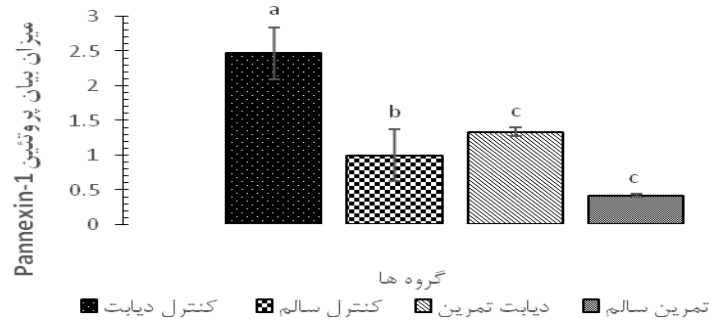 میزان بیان پروتئین Pannexin-1
3
2.5
2
1.5
1
0.5
0
a
b
c
c
گروه ها
کنترل دیابت
کنترل سالم
دیابت تمرین
تمرین سالم